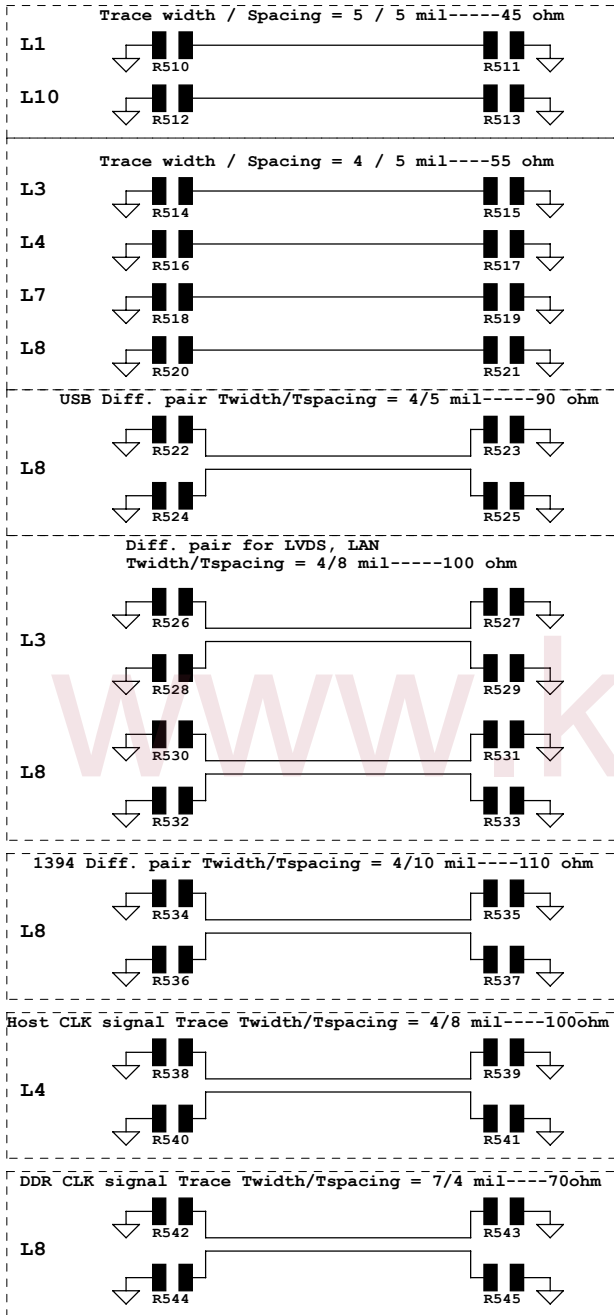 Trace width / Spacing = 5 / 5 mil-----45 ohm
L1
R510 R511
L10
R512 R513
Trace width / Spacing = 4 / 5 mil----55 ohm
L3
R514 R515
L4
R516 R517
L7
R518 R519
L8
R520 R521
USB Diff. pair Twidth/Tspacing = 4/5 mil-----90 ohm
R522 R523
L8
R524 R525
Diff. pair for LVDS, LAN
Twidth/Tspacing = 4/8 mil-----100 ohm
R526 R527
L3
R528 R529
www.k
R530 R531
L8
R532 R533
1394 Diff. pair Twidth/Tspacing = 4/10 mil----110 ohm
R534 R535
L8
R536 R537
Host CLK signal Trace Twidth/Tspacing = 4/8 mil----100ohm
R538 R539
L4
R540 R541
DDR CLK signal Trace Twidth/Tspacing = 7/4 mil----70ohm
R542 R543
L8
R544 R545